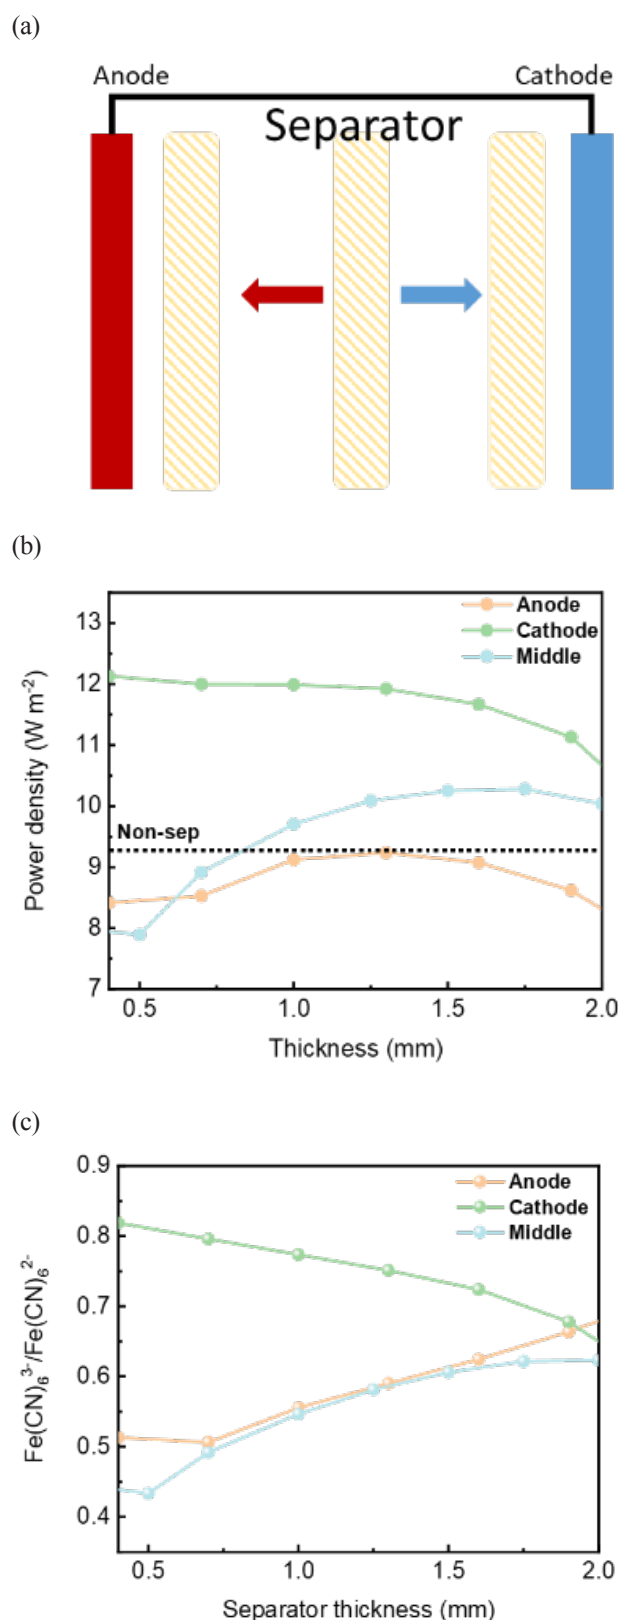 (a)
Anode Cathode
Separator
(b)
13
12
11
10
9
8
7
Power density (W m⁻²)
Anode
Cathode
Middle
Non-sep
0.5 1.0 1.5 2.0
Thickness (mm)
(c)
0.9
0.8
0.7
0.6
0.5
0.4
Fe(CN)₆³⁻/Fe(CN)₆²⁻
Anode
Cathode
Middle
0.5 1.0 1.5 2.0
Separator thickness (mm)